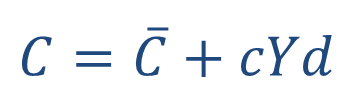 C = C̄ + cYd